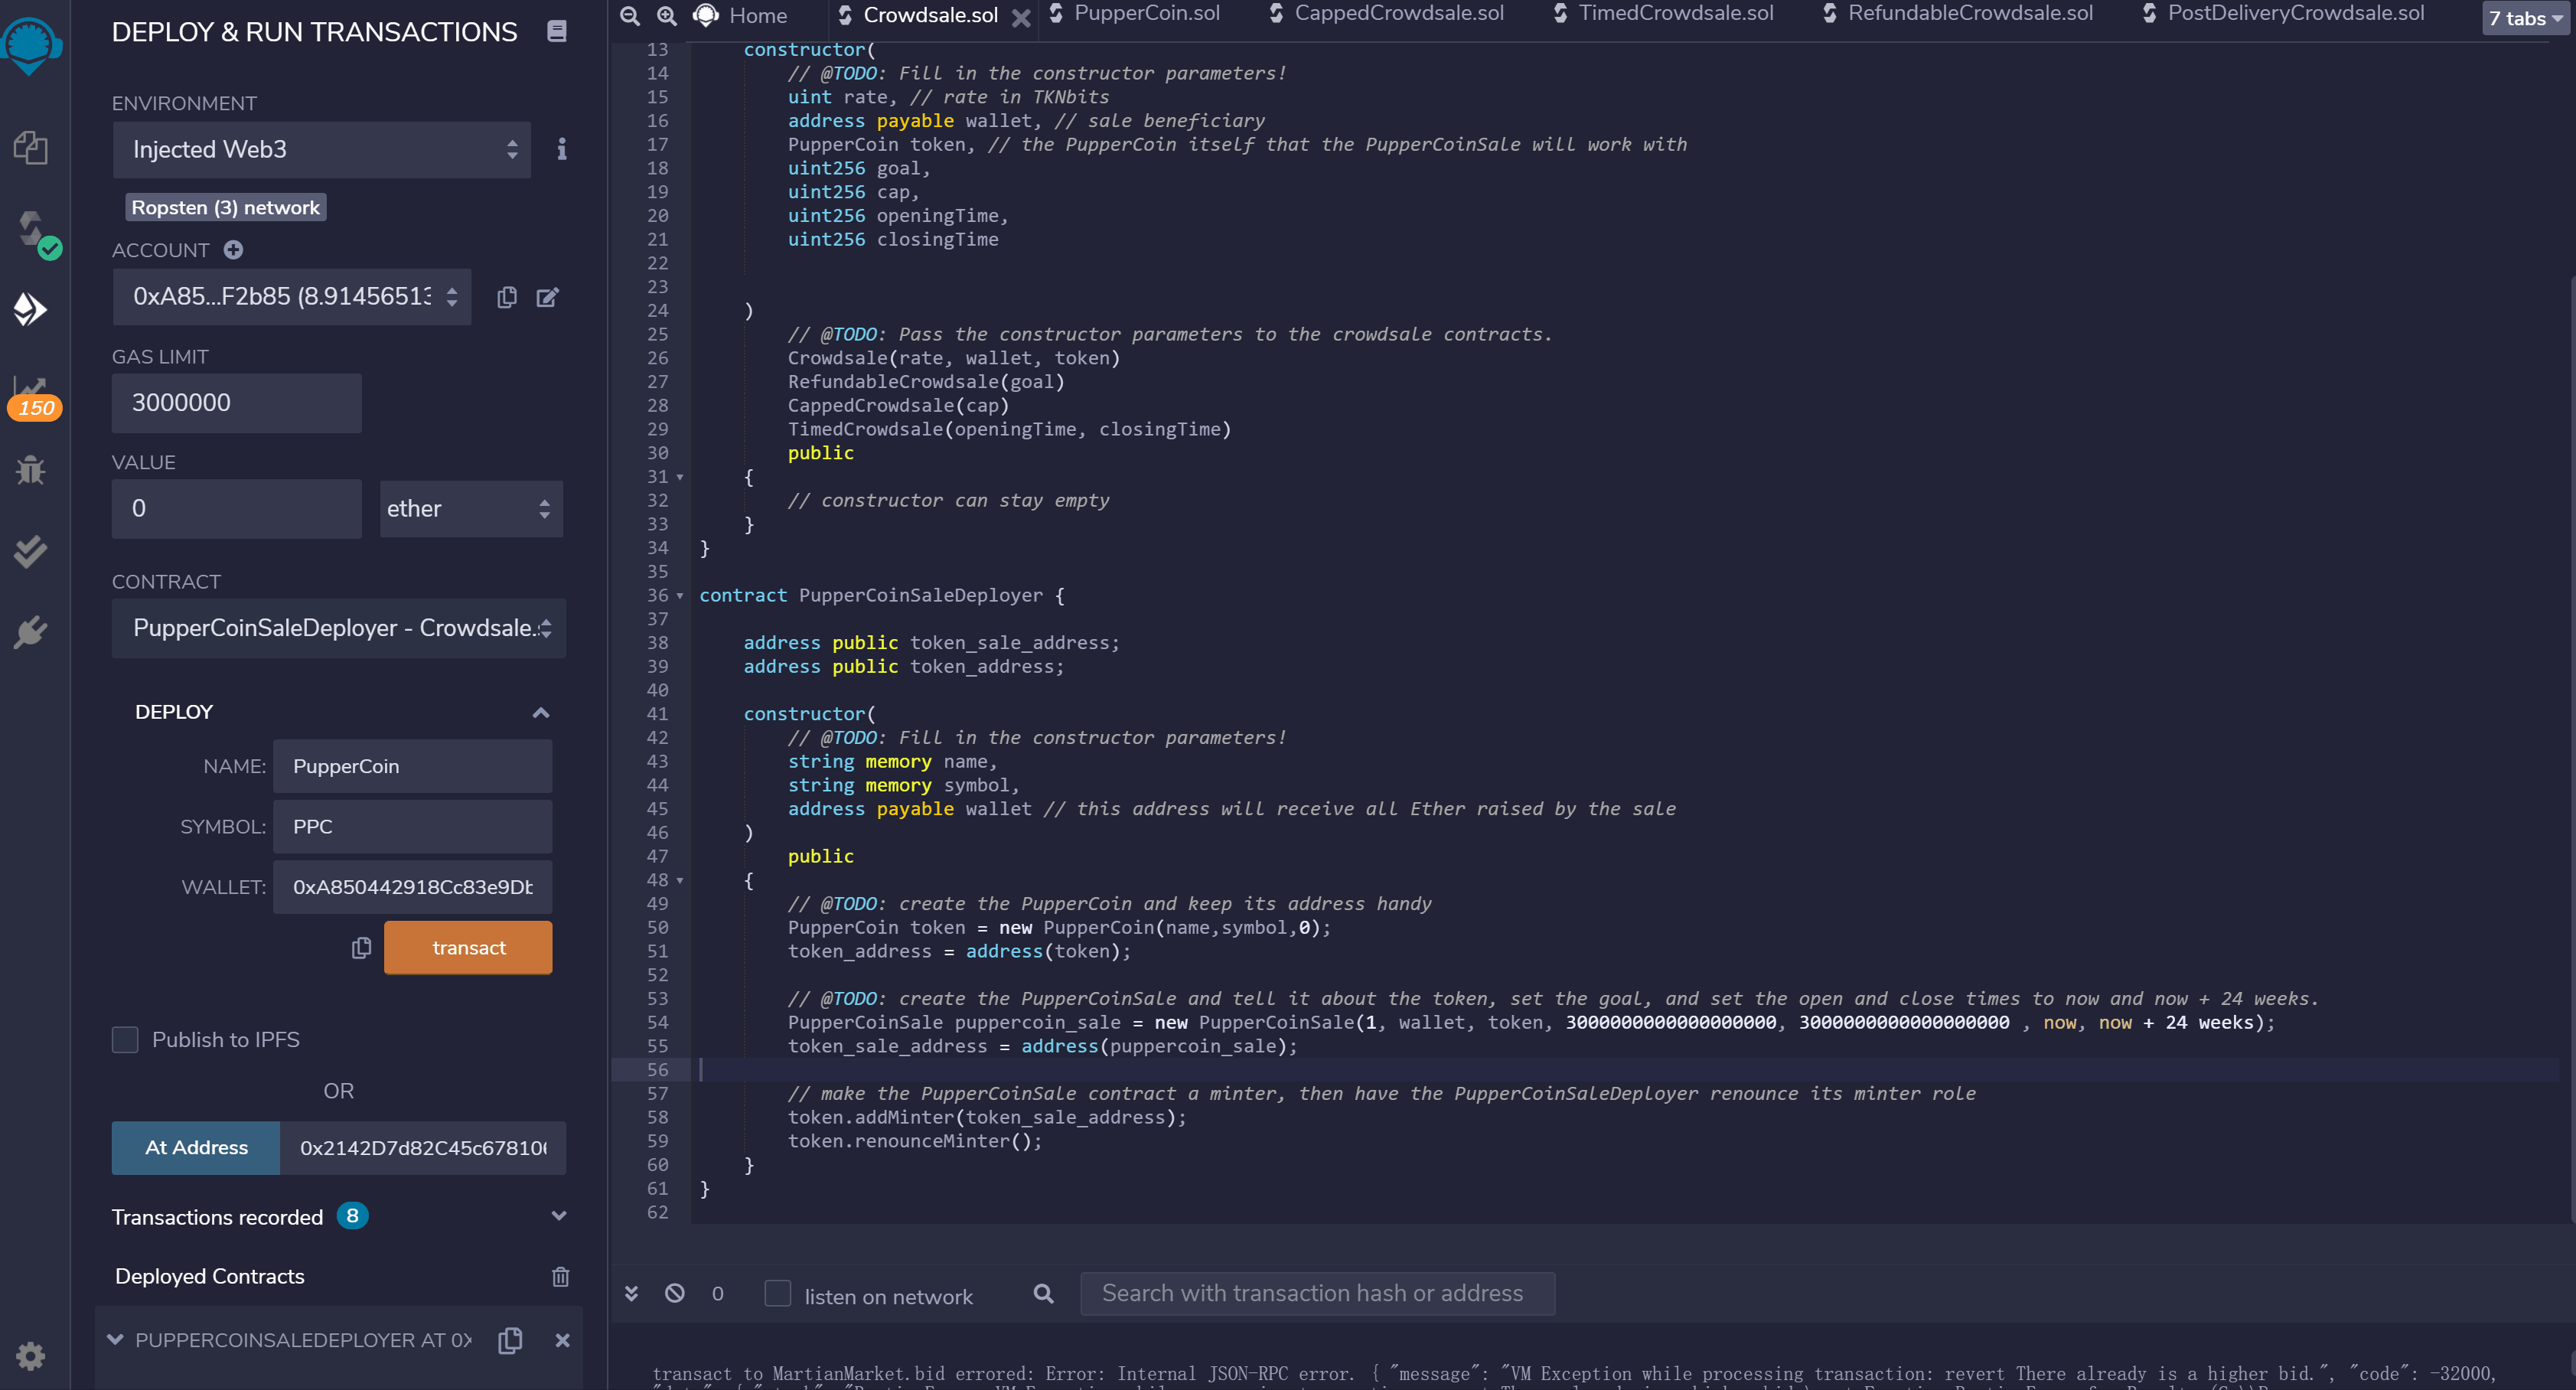 DEPLOY & RUN TRANSACTIONS
ENVIRONMENT
Injected Web3
Ropsten (3) network
ACCOUNT
0xA85...F2b85 (8.91456513
GAS LIMIT
3000000
150
VALUE
0
ether
CONTRACT
PupperCoinSaleDeployer - Crowdsale.
DEPLOY
NAME: PupperCoin
SYMBOL: PPC
WALLET: 0xA850442918Cc83e9Db
transact
Publish to IPFS
OR
At Address 0x2142D7d82C45c67810
Transactions recorded 8
Deployed Contracts
PUPPERCOINSALEDEPLOYER AT 0X
Home Crowdsale.sol PupperCoin.sol CappedCrowdsale.sol TimedCrowdsale.sol RefundableCrowdsale.sol PostDeliveryCrowdsale.sol 7 tabs
13 constructor(
14 // @TODO: Fill in the constructor parameters!
15 uint rate, // rate in TKNbits
16 address payable wallet, // sale beneficiary
17 PupperCoin token, // the PupperCoin itself that the PupperCoinSale will work with
18 uint256 goal,
19 uint256 cap,
20 uint256 openingTime,
21 uint256 closingTime
22
23
24 )
25 // @TODO: Pass the constructor parameters to the crowdsale contracts.
26 Crowdsale(rate, wallet, token)
27 RefundableCrowdsale(goal)
28 CappedCrowdsale(cap)
29 TimedCrowdsale(openingTime, closingTime)
30 public
31 {
32 // constructor can stay empty
33 }
34 }
35
36 contract PupperCoinSaleDeployer {
37
38 address public token_sale_address;
39 address public token_address;
40
41 constructor(
42 // @TODO: Fill in the constructor parameters!
43 string memory name,
44 string memory symbol,
45 address payable wallet // this address will receive all Ether raised by the sale
46 )
47 public
48 {
49 // @TODO: create the PupperCoin and keep its address handy
50 PupperCoin token = new PupperCoin(name,symbol,0);
51 token_address = address(token);
52
53 // @TODO: create the PupperCoinSale and tell it about the token, set the goal, and set the open and close times to now and now + 24 weeks.
54 PupperCoinSale puppercoin_sale = new PupperCoinSale(1, wallet, token, 3000000000000000000, 3000000000000000000 , now, now + 24 weeks);
55 token_sale_address = address(puppercoin_sale);
56
57 // make the PupperCoinSale contract a minter, then have the PupperCoinSaleDeployer renounce its minter role
58 token.addMinter(token_sale_address);
59 token.renounceMinter();
60 }
61 }
62
0 listen on network Search with transaction hash or address
transact to MartianMarket.bid errored: Error: Internal JSON-RPC error. { "message": "VM Exception while processing transaction: revert There already is a higher bid.", "code": -32000,